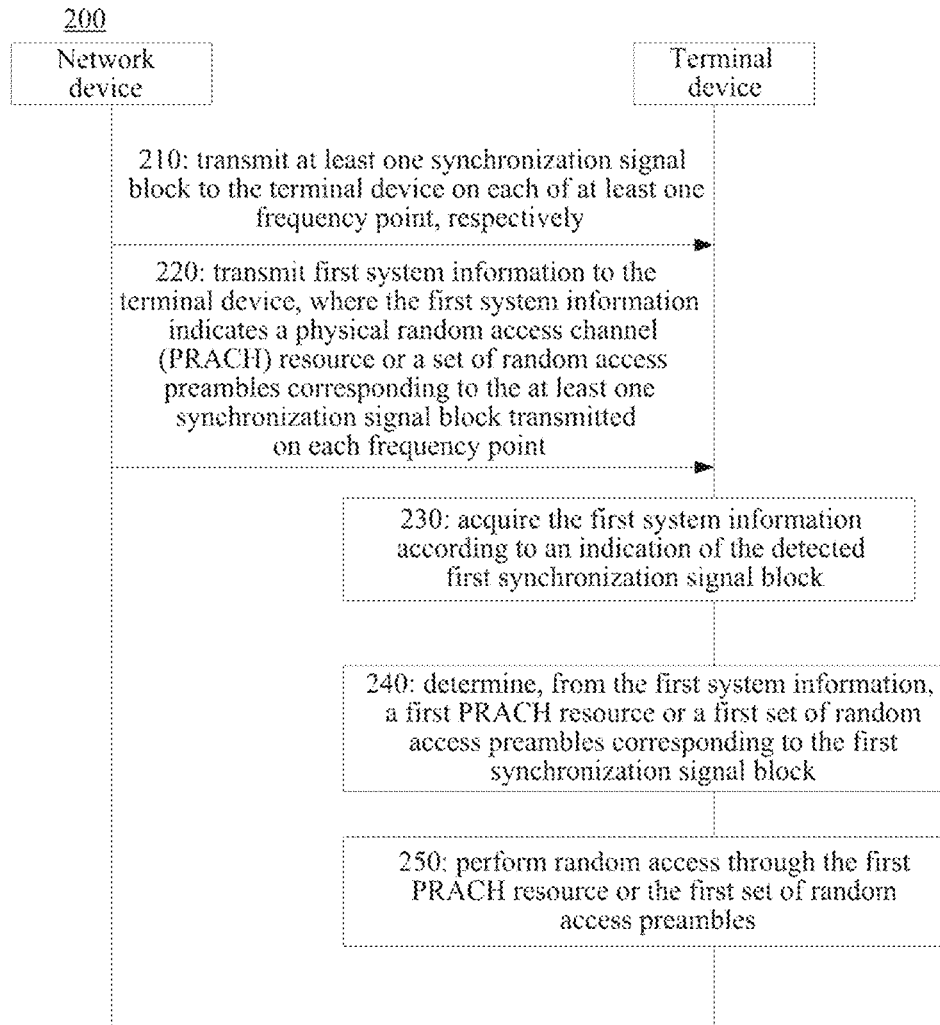 200
Network
device
Terminal
device
210: transmit at least one synchronization signal
block to the terminal device on each of at least one
frequency point, respectively
220: transmit first system information to the
terminal device, where the first system information
indicates a physical random access channel
(PRACH) resource or a set of random access
preambles corresponding to the at least one
synchronization signal block transmitted
on each frequency point
230: acquire the first system information
according to an indication of the detected
first synchronization signal block
240: determine, from the first system information,
a first PRACH resource or a first set of random
access preambles corresponding to the first
synchronization signal block
250: perform random access through the first
PRACH resource or the first set of random
access preambles